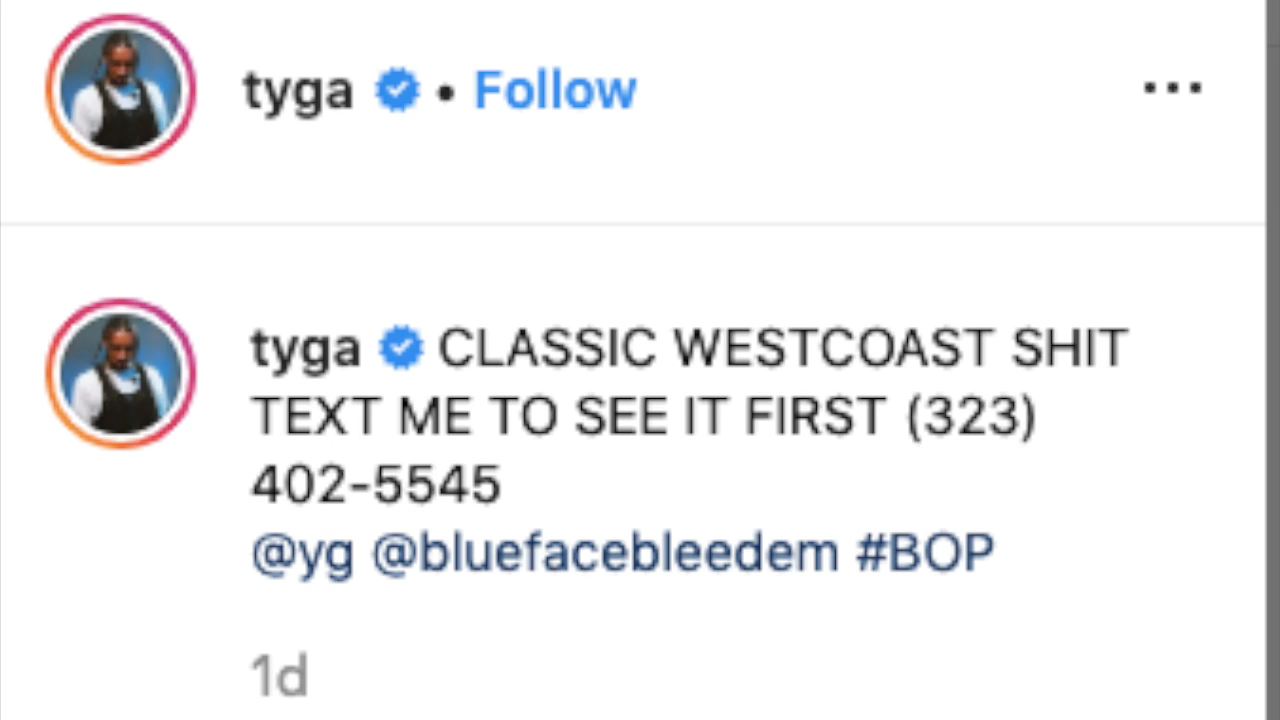 tyga • Follow
tyga CLASSIC WESTCOAST SHIT
TEXT ME TO SEE IT FIRST (323)
402-5545
@yg @bluefacebleedem #BOP
1d